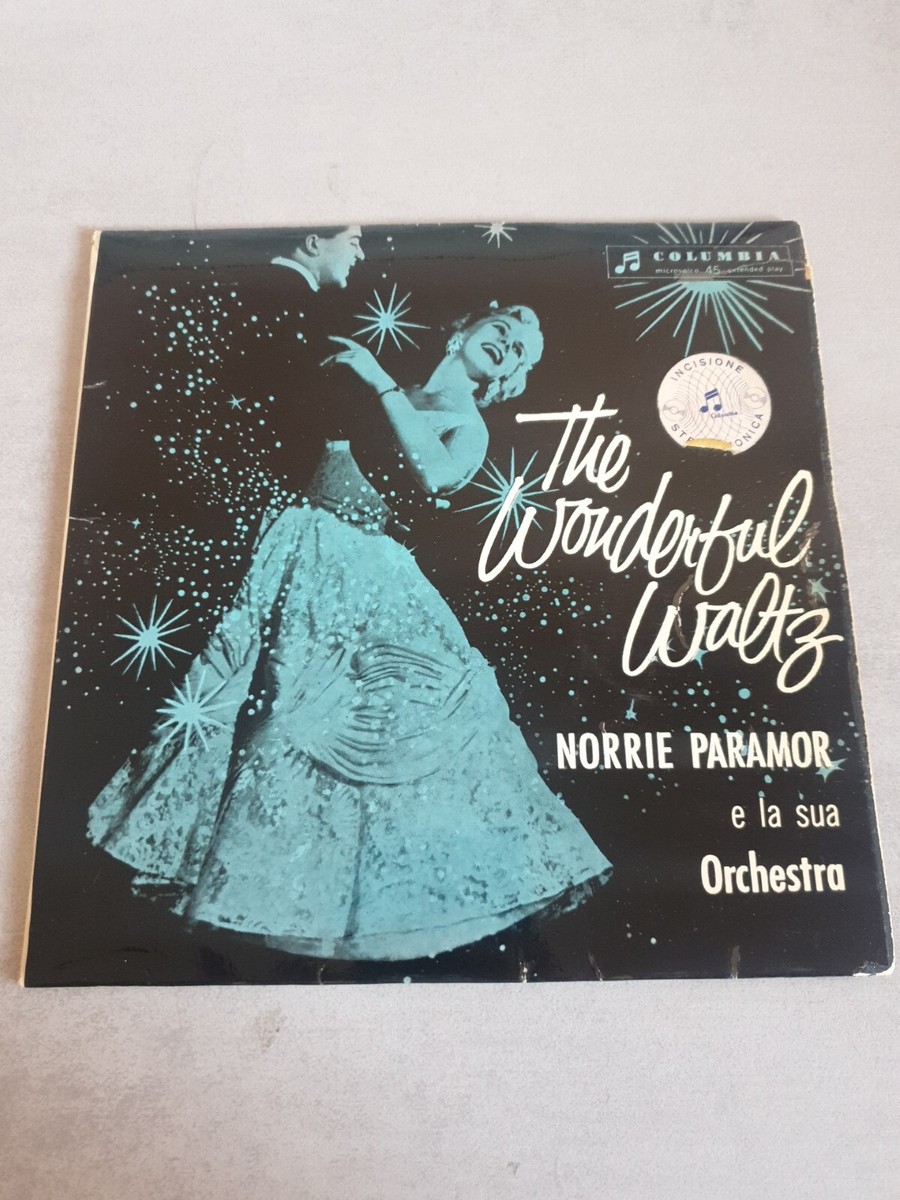 COLUMBIA
microsolco 45 extended play
INCISIONE
Columbia
The
Wonderful
Waltz
NORRIE PARAMOR
e la sua
Orchestra